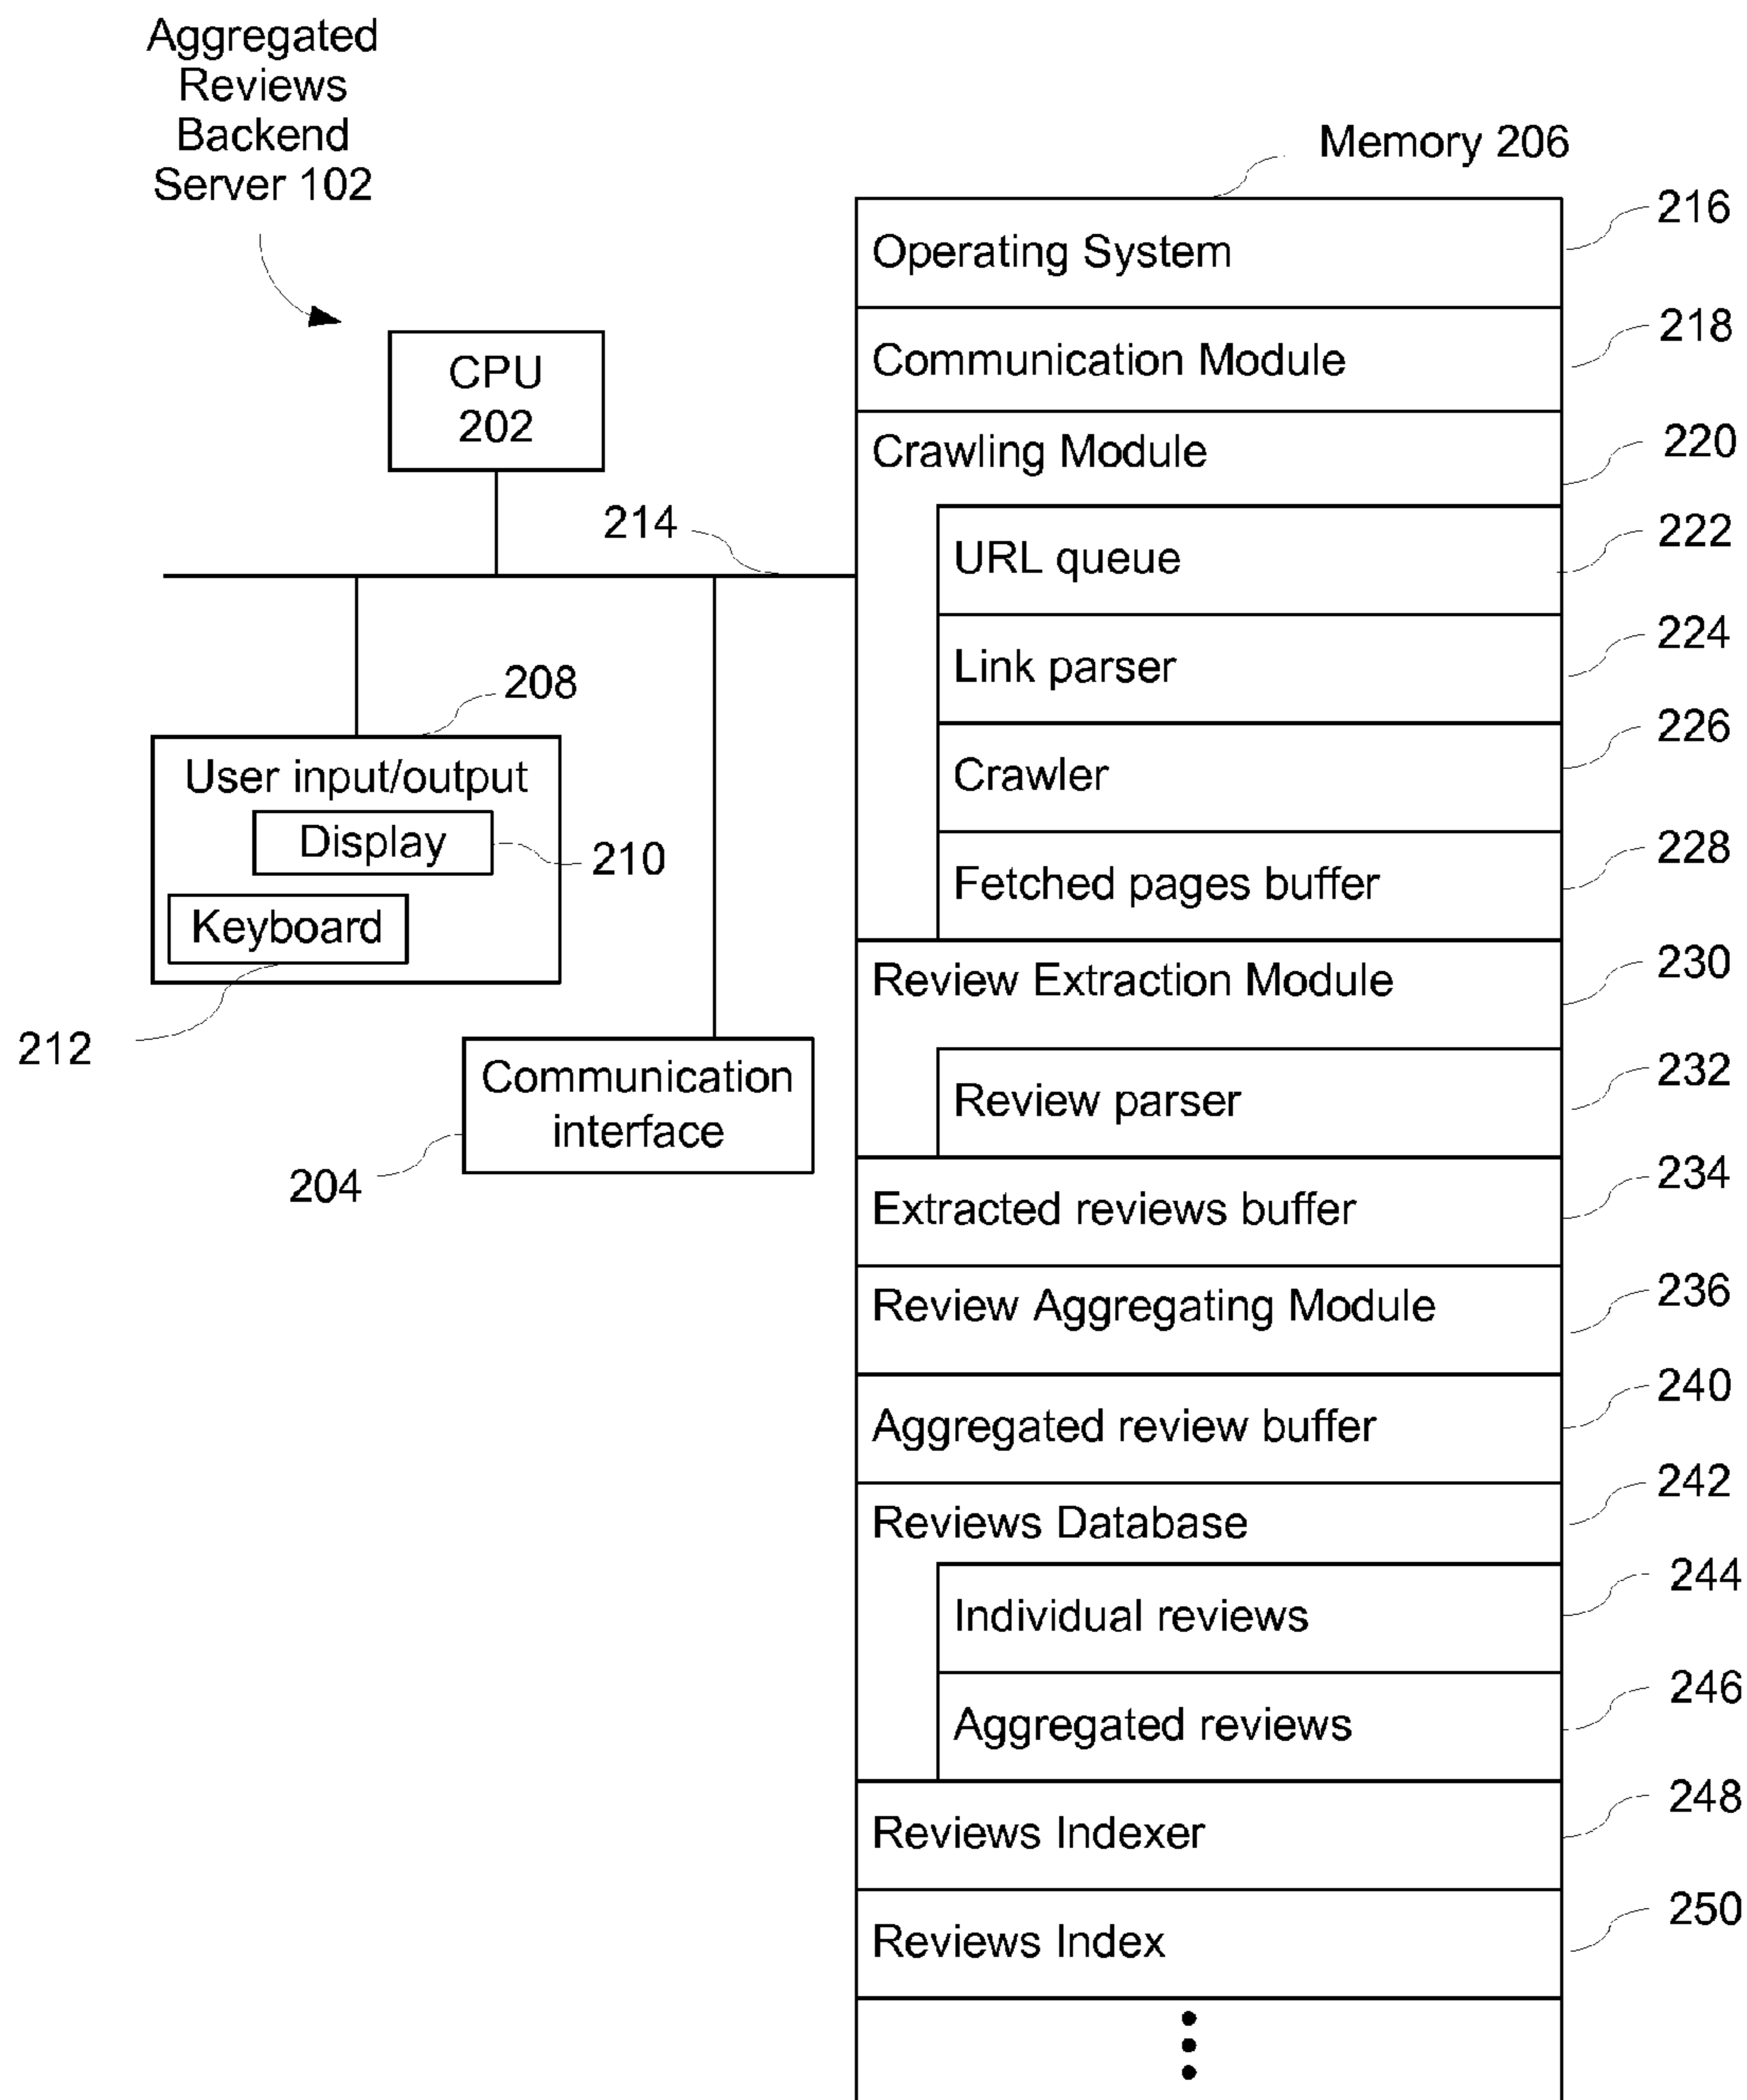 Aggregated
Reviews
Backend
Server 102
Memory 206
Operating System
216
Communication Module
218
CPU
202
Crawling Module
220
214
URL queue
222
Link parser
224
208
User input/output
Display
210
Keyboard
212
Crawler
226
Fetched pages buffer
228
Review Extraction Module
230
Communication
interface
204
Review parser
232
Extracted reviews buffer
234
Review Aggregating Module
236
Aggregated review buffer
240
Reviews Database
242
Individual reviews
244
Aggregated reviews
246
Reviews Indexer
248
Reviews Index
250